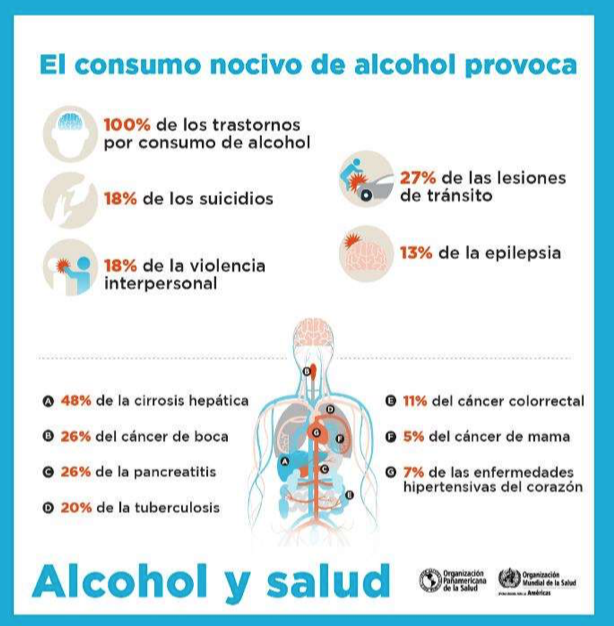 El consumo nocivo de alcohol provoca
100% de los trastornos
por consumo de alcohol
18% de los suicidios
18% de la violencia
interpersonal
27% de las lesiones
de tránsito
13% de la epilepsia
A 48% de la cirrosis hepática
B 26% del cáncer de boca
C 26% de la pancreatitis
D 20% de la tuberculosis
B
D
G
F
A
C
E
E 11% del cáncer colorrectal
F 5% del cáncer de mama
G 7% de las enfermedades
hipertensivas del corazón
Alcohol y salud
Organización
Panamericana
de la Salud
Organización
Mundial de la Salud
Américas